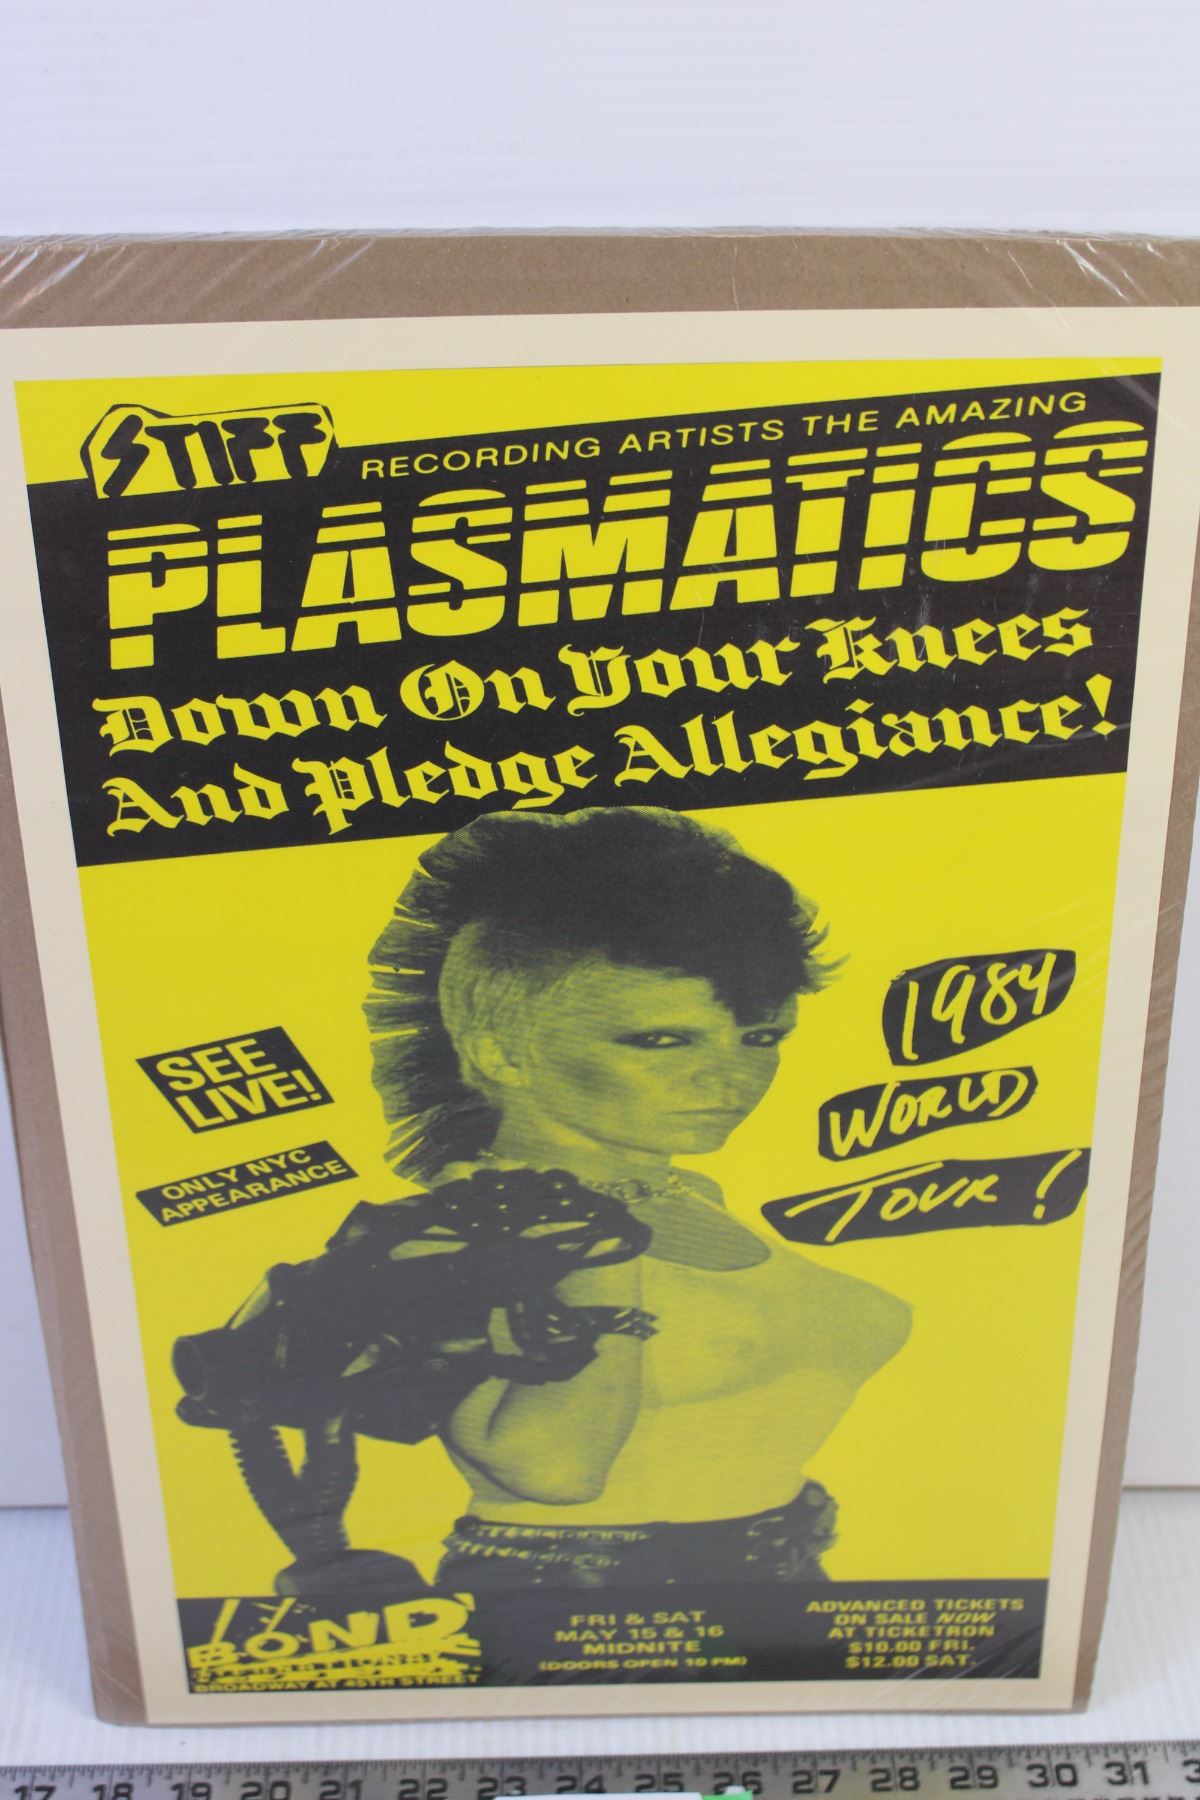 STIFF
RECORDING ARTISTS THE AMAZING
PLASMATICS
Down On Your Knees
And Pledge Allegiance!
SEE
LIVE!
ONLY NYC
APPEARANCE
1984
WORLD
TOUR!
BOND
INTERNATIONAL
BROADWAY AT 45TH STREET
FRI & SAT
MAY 15 & 16
MIDNITE
(DOORS OPEN 10 PM)
ADVANCED TICKETS
ON SALE NOW
AT TICKETRON
$10.00 FRI.
$12.00 SAT.
17 18 19 20 21 22 23 24 25 26 27 28 29 30 31